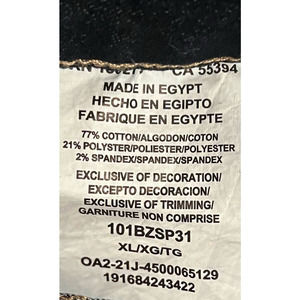 CA 55394
MADE IN EGYPT
HECHO EN EGIPTO
FABRIQUE EN EGYPTE
77% COTTON/ALGODON/COTON
21% POLYSTER/POLIESTER/POLYESTER
2% SPANDEX/SPANDEX/SPANDEX
EXCLUSIVE OF DECORATION/
EXCEPTO DECORACION/
EXCLUSIVE OF TRIMMING/
GARNITURE NON COMPRISE
101BZSP31
XL/XG/TG
OA2-21J-4500065129
191684243422